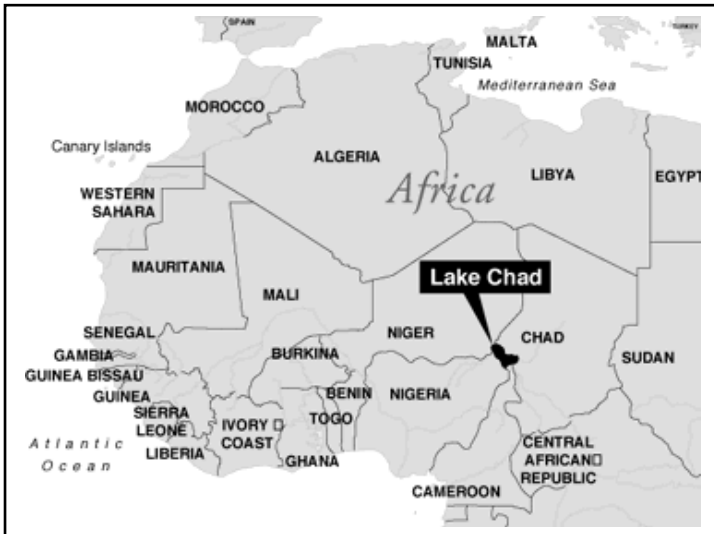 SPAIN
TURKEY
MALTA
TUNISIA
Mediterranean Sea
MOROCCO
Canary Islands
ALGERIA
Africa
LIBYA
EGYPT
WESTERN
SAHARA
MAURITANIA
MALI
Lake Chad
NIGER
CHAD
SUDAN
SENEGAL
GAMBIA
GUINEA BISSAU
GUINEA
SIERRA
LEONE
LIBERIA
BURKINA
BENIN
NIGERIA
TOGO
IVORY
COAST
GHANA
Atlantic
Ocean
CENTRAL
AFRICAN
REPUBLIC
CAMEROON